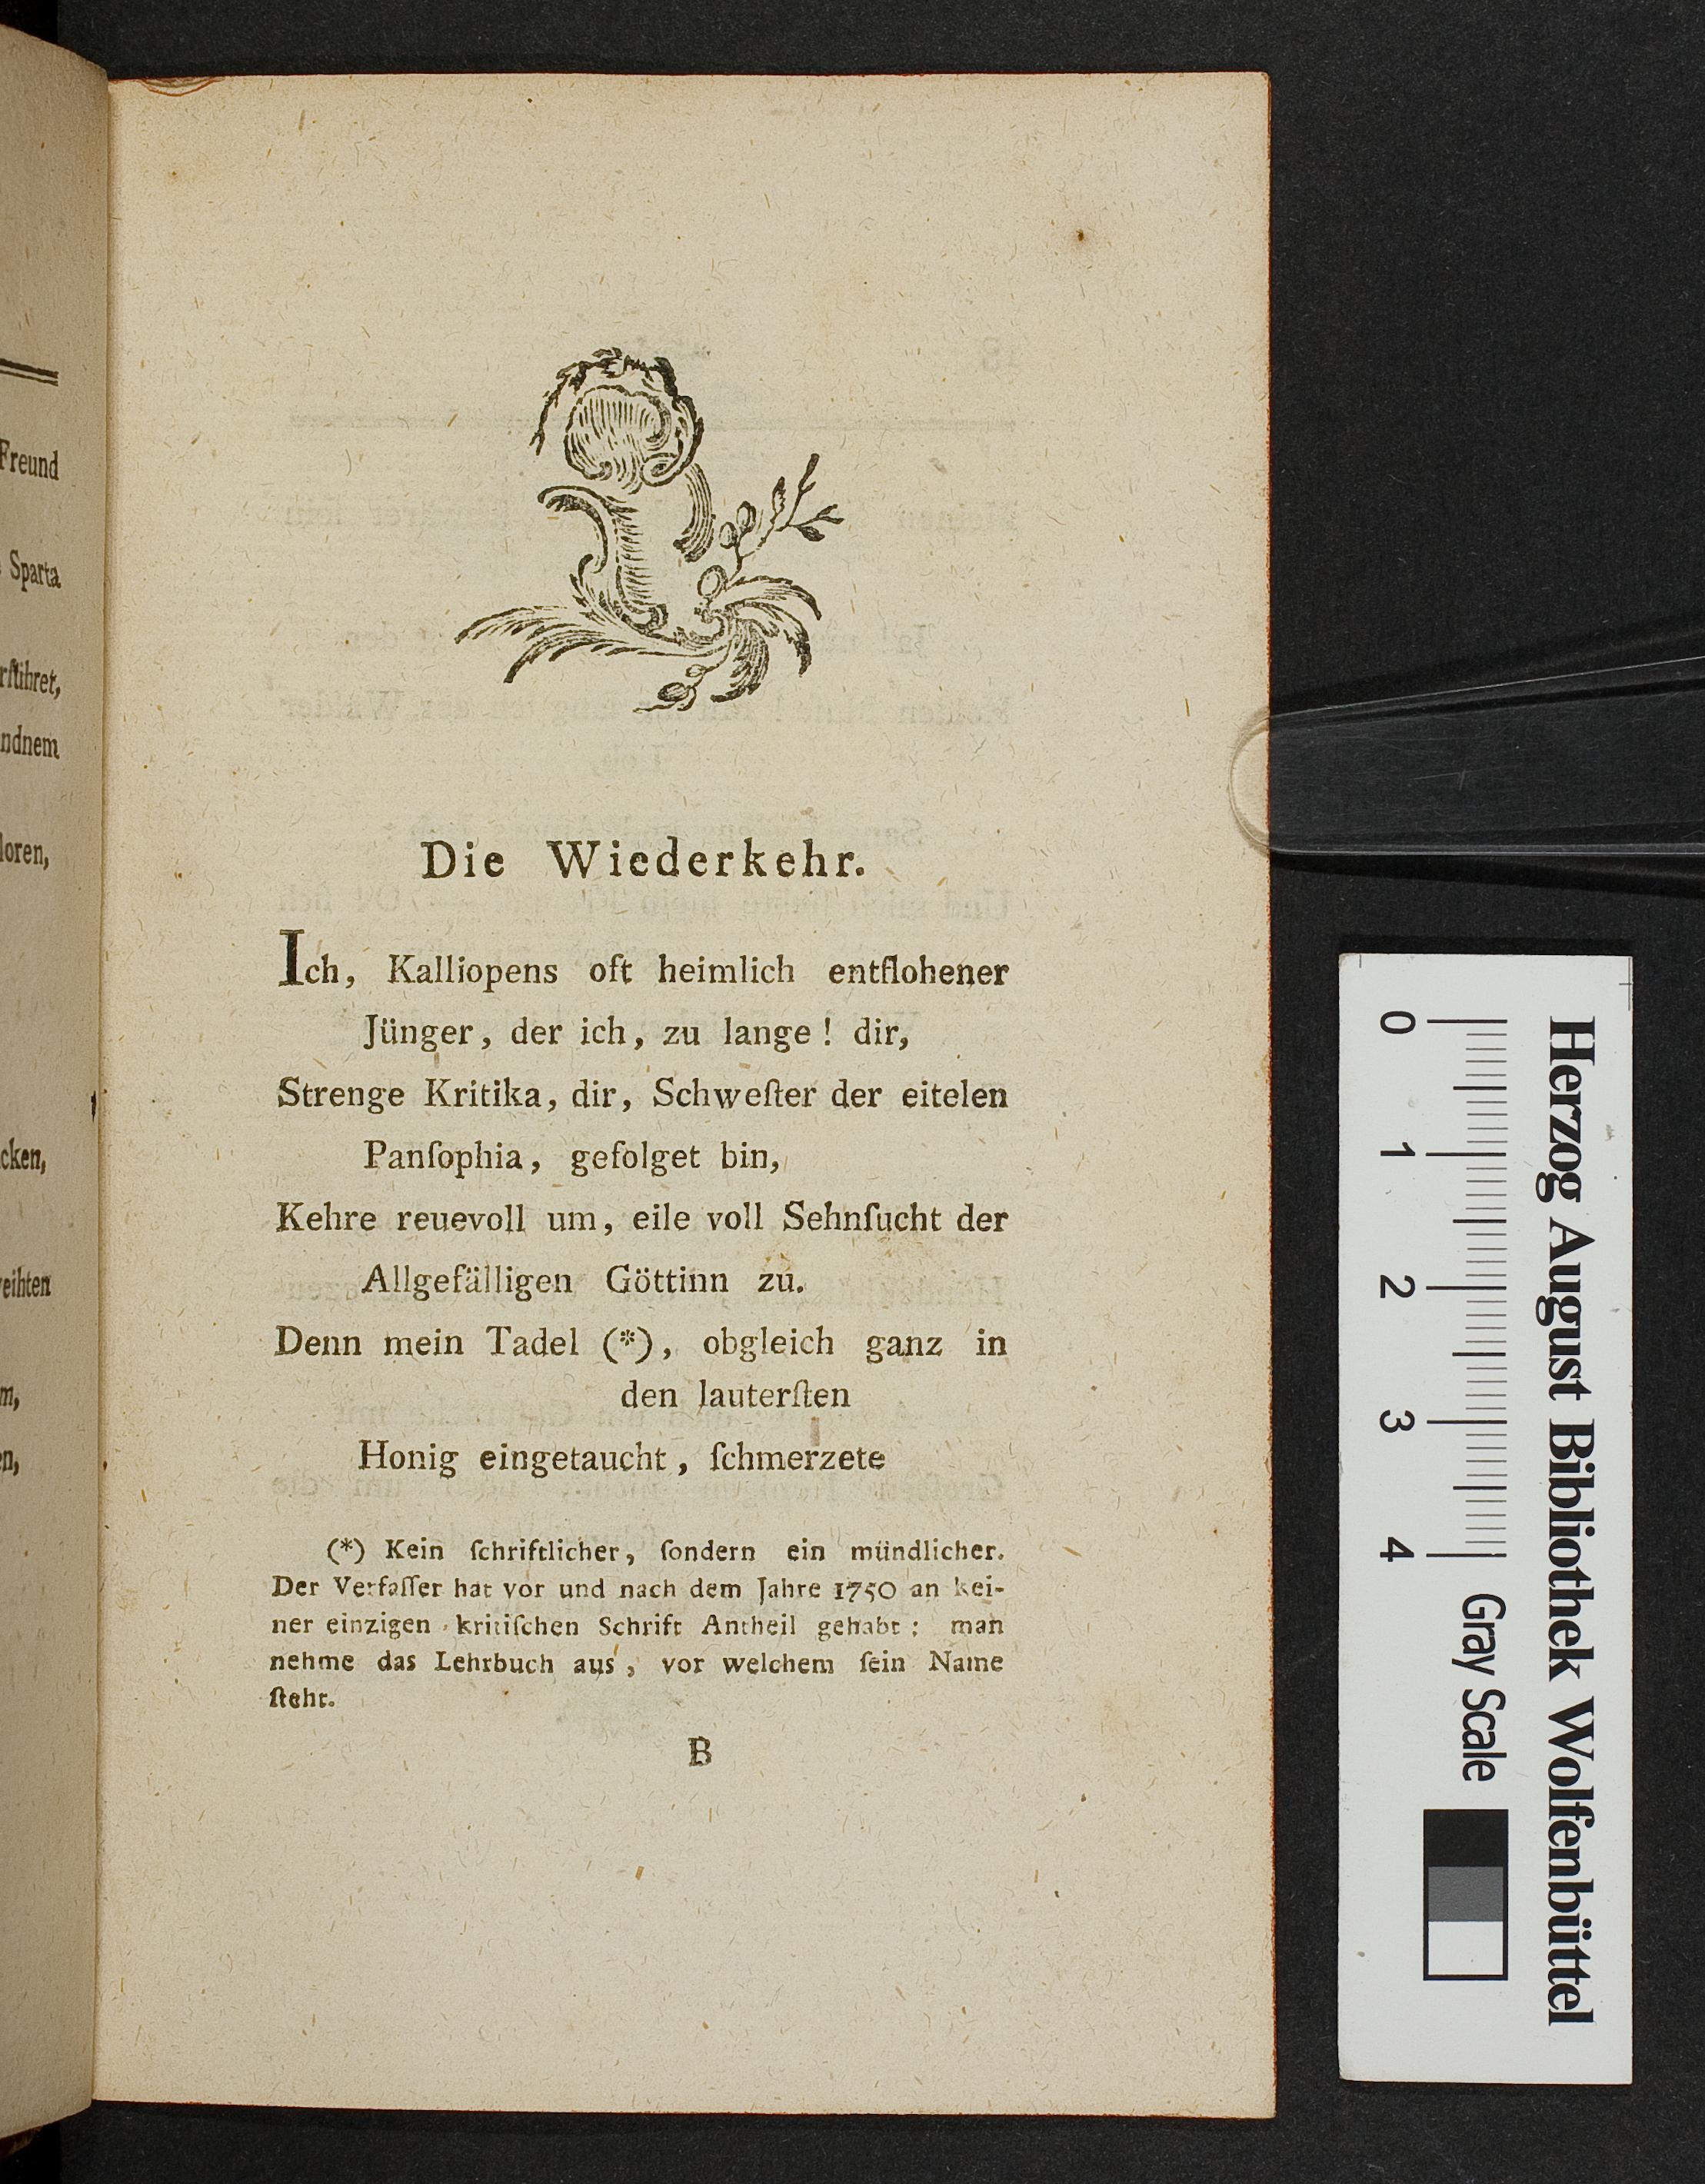 Freund
Sparta
rführet,
ndnem
loren,
cken,
eihten
m,
en,
Die Wiederkehr.
Ich, Kalliopens oft heimlich entflohener
Jünger, der ich, zu lange! dir,
Strenge Kritika, dir, Schweſter der eitelen
Panſophia, gefolget bin,
Kehre reuevoll um, eile voll Sehnſucht der
Allgefälligen Göttinn zu.
Denn mein Tadel (*), obgleich ganz in
den lauterſten
Honig eingetaucht, ſchmerzete
(*) Kein ſchriftlicher, ſondern ein mündlicher.
Der Verfaſſer hat vor und nach dem Jahre 1750 an kei-
ner einzigen kritiſchen Schrift Antheil gehabt: man
nehme das Lehrbuch aus, vor welchem ſein Name
ſteht.
B
Herzog August Bibliothek Wolfenbüttel
0 1 2 3 4 Gray Scale